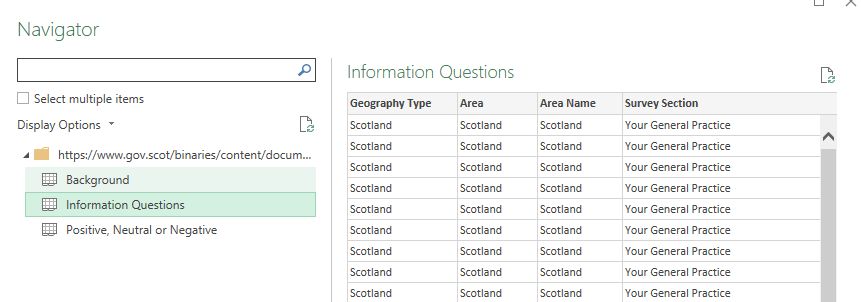 Navigator
Information Questions
Select multiple items
Display Options
https://www.gov.scot/binaries/content/docum...
Background
Information Questions
Positive, Neutral or Negative
Geography Type Area Area Name Survey Section
Scotland Scotland Scotland Your General Practice
Scotland Scotland Scotland Your General Practice
Scotland Scotland Scotland Your General Practice
Scotland Scotland Scotland Your General Practice
Scotland Scotland Scotland Your General Practice
Scotland Scotland Scotland Your General Practice
Scotland Scotland Scotland Your General Practice
Scotland Scotland Scotland Your General Practice
Scotland Scotland Scotland Your General Practice